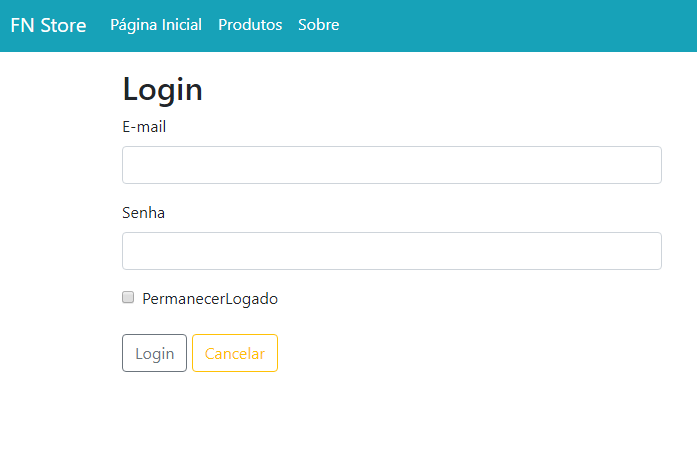 FN Store Página Inicial Produtos Sobre
Login
E-mail
Senha
PermanecerLogado
Login Cancelar